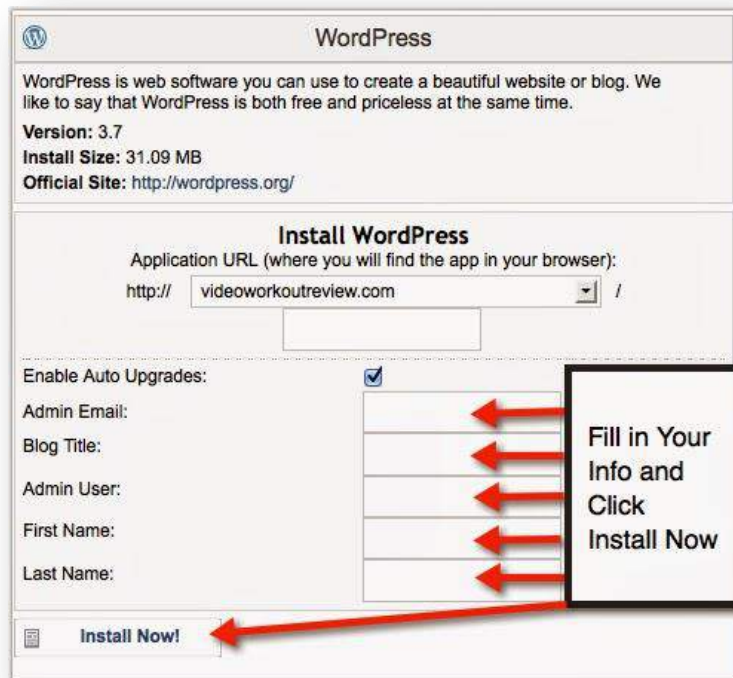 WordPress
WordPress is web software you can use to create a beautiful website or blog. We
like to say that WordPress is both free and priceless at the same time.
Version: 3.7
Install Size: 31.09 MB
Official Site: http://wordpress.org/
Install WordPress
Application URL (where you will find the app in your browser):
http:// videoworkoutreview.com /
Enable Auto Upgrades:
Admin Email:
Blog Title:
Admin User:
First Name:
Last Name:
Fill in Your
Info and
Click
Install Now
Install Now!